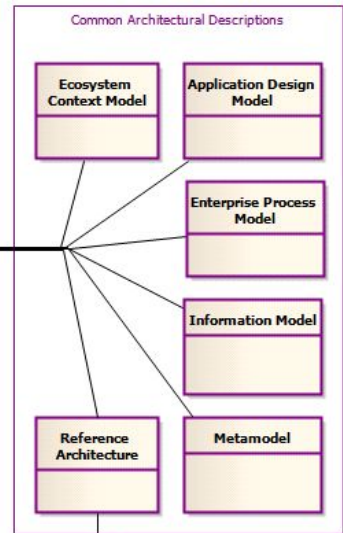 Common Architectural Descriptions
Ecosystem
Context Model
Application Design
Model
Enterprise Process
Model
Information Model
Reference
Architecture
Metamodel